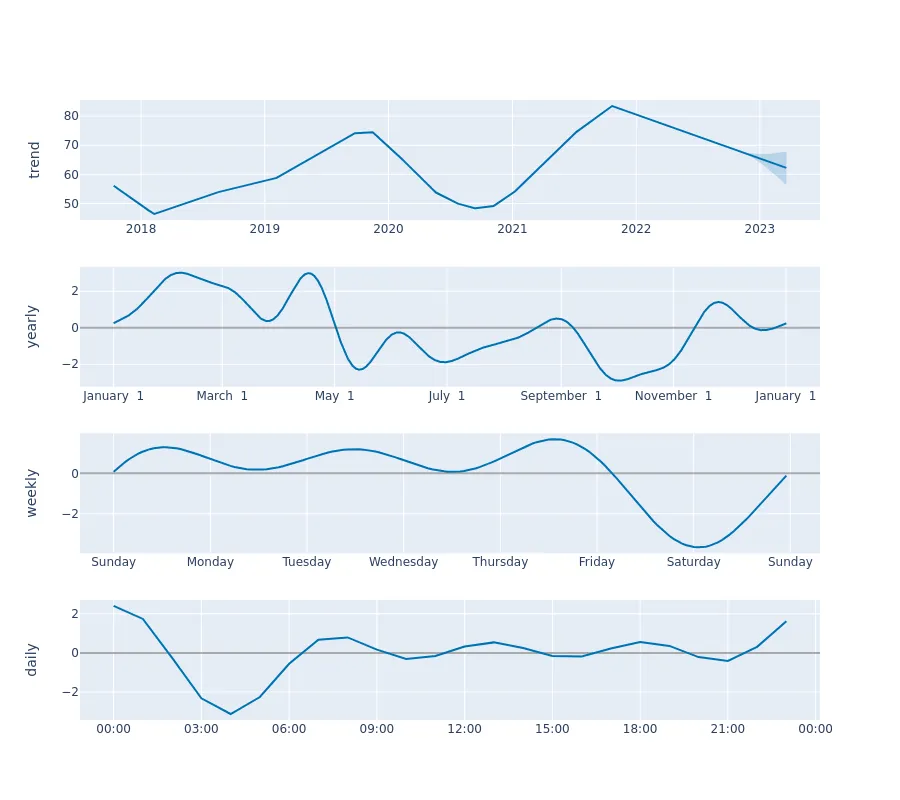 trend
80
70
60
50
2018 2019 2020 2021 2022 2023
yearly
2
0
−2
January 1 March 1 May 1 July 1 September 1 November 1 January 1
weekly
0
−2
Sunday Monday Tuesday Wednesday Thursday Friday Saturday Sunday
daily
2
0
−2
00:00 03:00 06:00 09:00 12:00 15:00 18:00 21:00 00:00